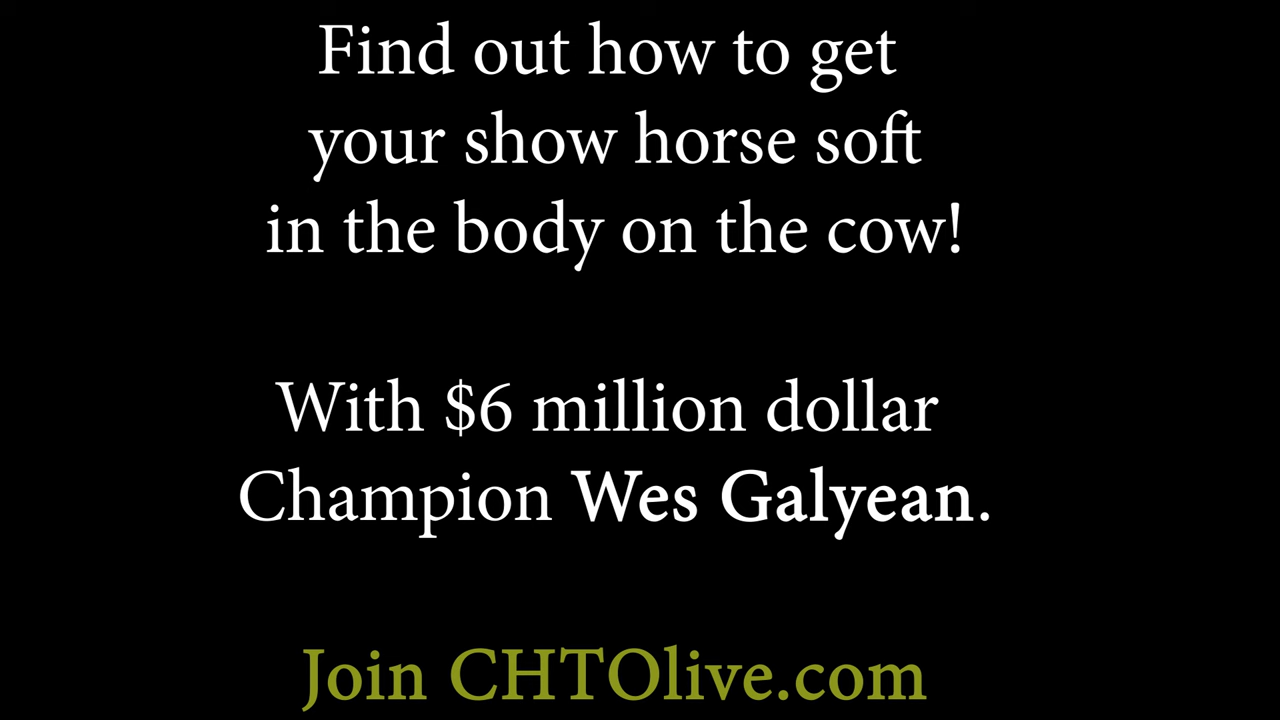 Find out how to get
your show horse soft
in the body on the cow!
With $6 million dollar
Champion Wes Galyean.
Join CHTOlive.com